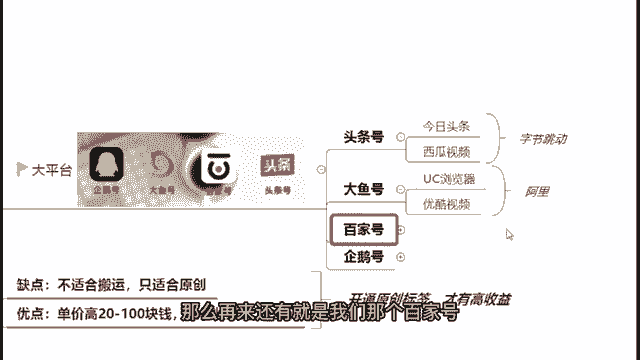 大平台
企鹅号
大鱼号
头条
头条号
头条号
今日头条
西瓜视频
字节跳动
大鱼号
UC浏览器
优酷视频
阿里
百家号
企鹅号
缺点：不适合搬运，只适合原创
优点：单价高20-100块钱，
开通原创标签，才有高收益
那么再来还有就是我们那个百家号